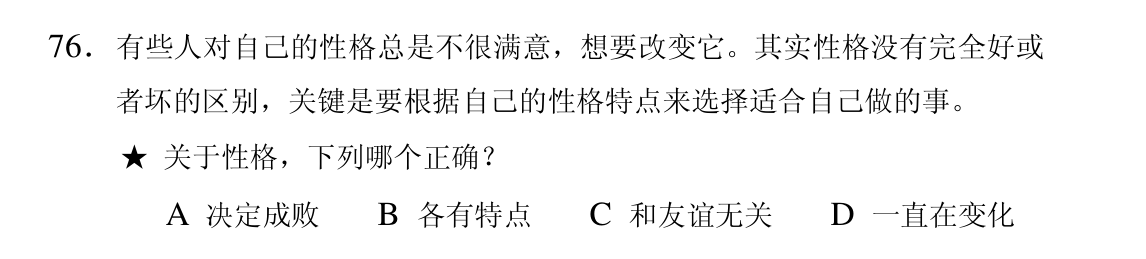 76. 有些人对自己的性格总是不很满意，想要改变它。其实性格没有完全好或
者坏的区别，关键是要根据自己的性格特点来选择适合自己做的事。
★ 关于性格，下列哪个正确？
A 决定成败 B 各有特点 C 和友谊无关 D 一直在变化